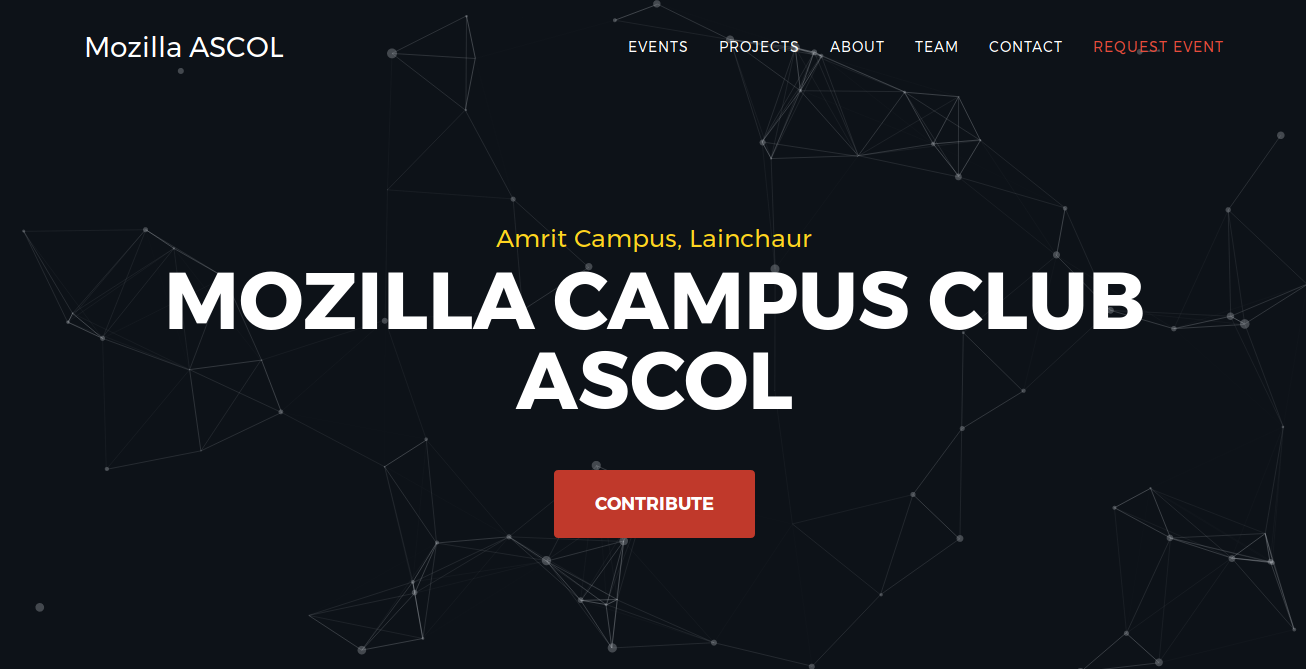 Mozilla ASCOL
EVENTS PROJECTS ABOUT TEAM CONTACT REQUEST EVENT
Amrit Campus, Lainchaur
MOZILLA CAMPUS CLUB
ASCOL
CONTRIBUTE